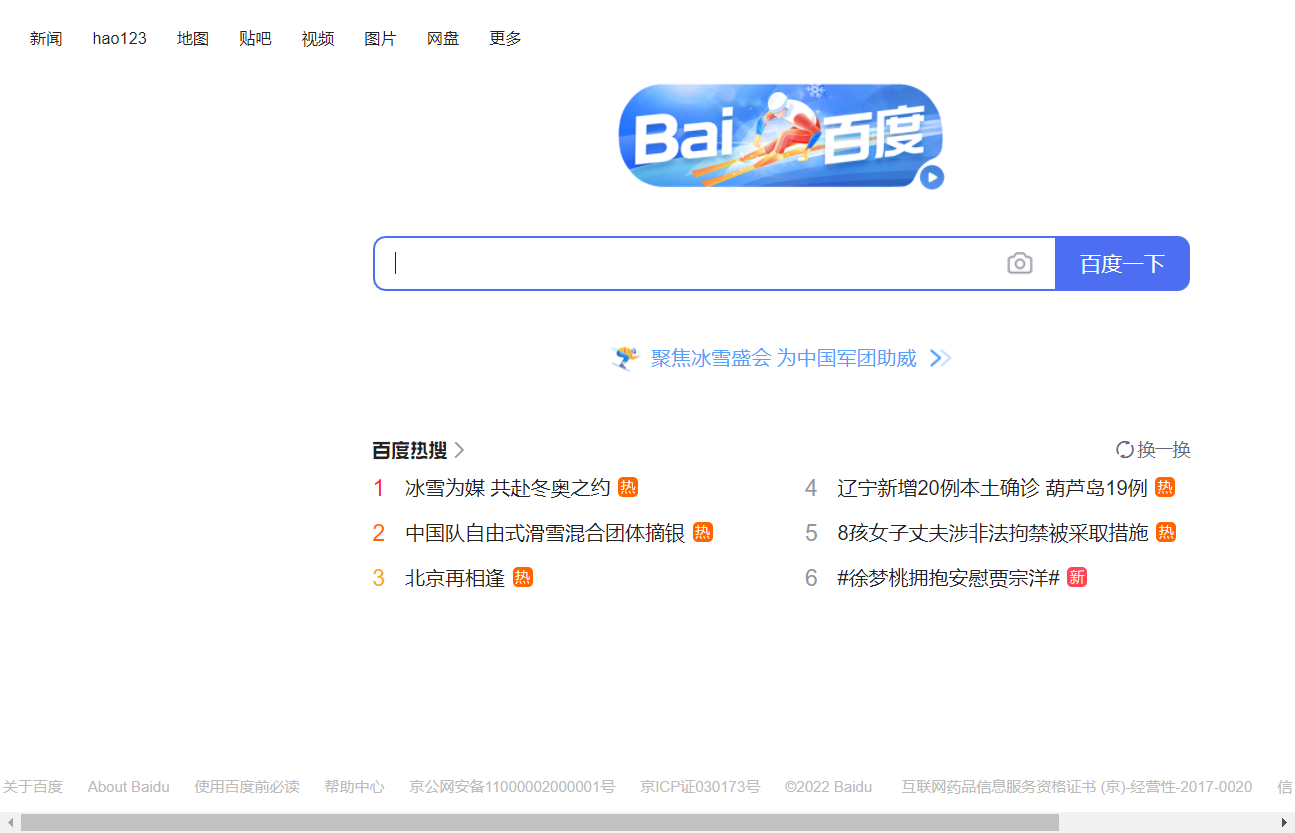 新闻 hao123 地图 贴吧 视频 图片 网盘 更多
Bai 百度
百度一下
聚焦冰雪盛会 为中国军团助威
百度热搜 换一换
1 冰雪为媒 共赴冬奥之约 热
4 辽宁新增20例本土确诊 葫芦岛19例 热
2 中国队自由式滑雪混合团体摘银 热
5 8孩女子丈夫涉非法拘禁被采取措施 热
3 北京再相逢 热
6 #徐梦桃拥抱安慰贾宗洋# 新
关于百度 About Baidu 使用百度前必读 帮助中心 京公网安备11000002000001号 京ICP证030173号 ©2022 Baidu 互联网药品信息服务资格证书 (京)-经营性-2017-0020 信